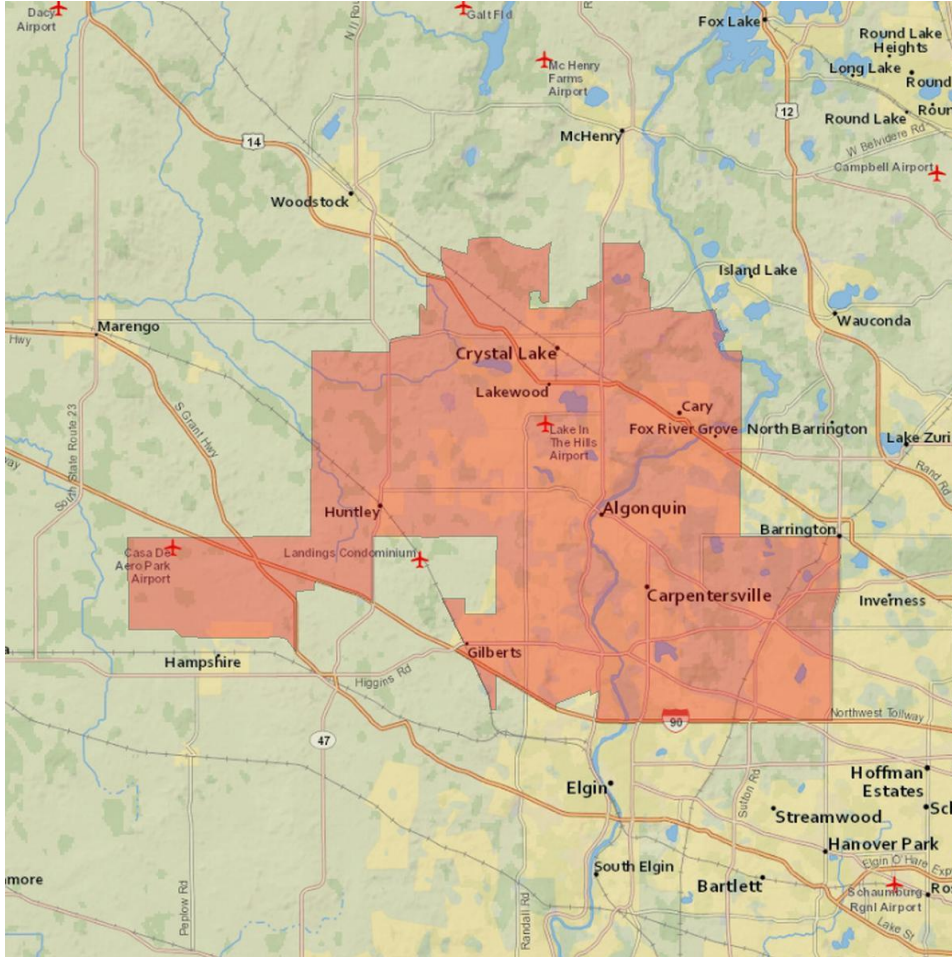 Dacy
Airport
Galt Fld
Fox Lake
Round Lake
Heights
Mc Henry
Farms
Airport
Long Lake
Round
14
12
Round Lake
McHenry
W Belvidere Rd
Campbell Airport
Woodstock
Island Lake
Wauconda
Marengo
Hwy
Crystal Lake
Lakewood
S Grant Hwy
South State Route 23
Cary
Fox River Grove
Lake In
The Hills
Airport
North Barrington
Lake Zuri
Rand Rd
Huntley
Algonquin
Barrington
Casa De
Aero Park
Airport
Landings Condominium
Carpentersville
Inverness
Gilberts
Hampshire
Higgins Rd
Northwest Tollway
90
47
Elgin
Hoffman
Estates
Sutton Rd
Streamwood
Hanover Park
Elgin O'Hare Exp
South Elgin
Bartlett
Schaumburg
Rgnl Airport
Peplow Rd
Randall Rd
Lake St
more